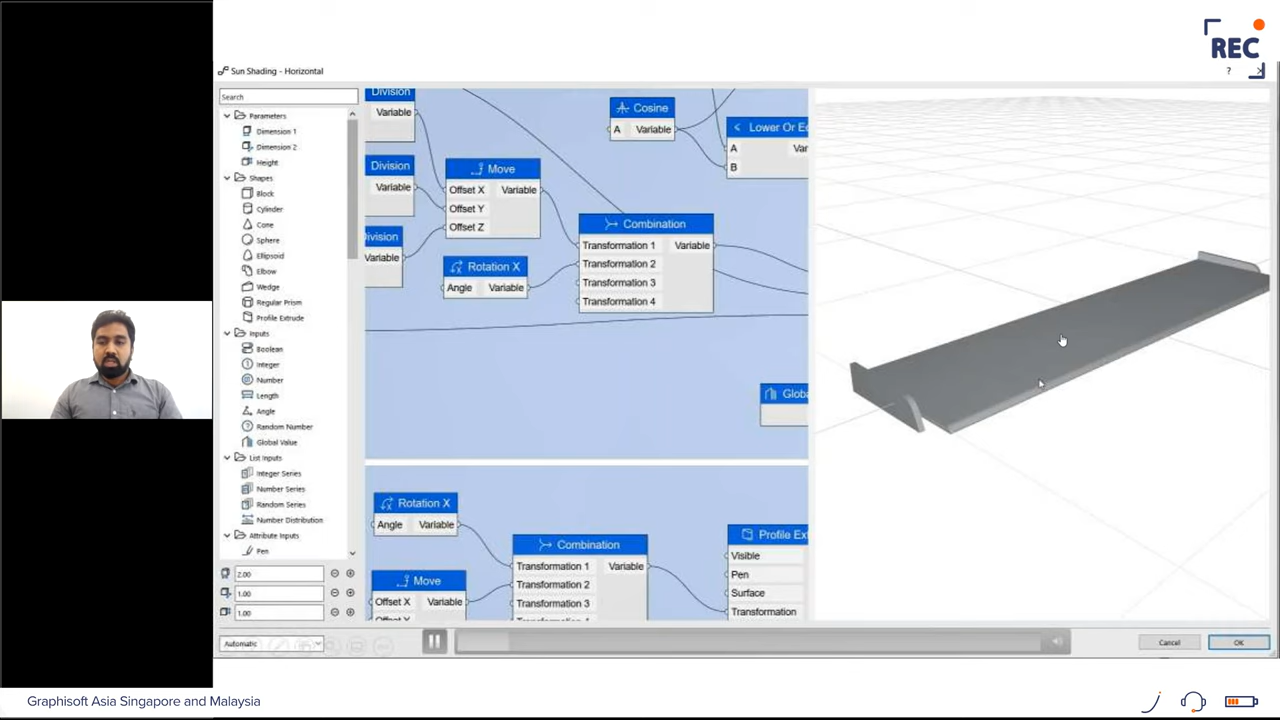 REC
Sun Shading - Horizontal
?
Search
Parameters
Dimension 1
Dimension 2
Height
Shapes
Block
Cylinder
Cone
Sphere
Ellipsoid
Elbow
Wedge
Regular Prism
Profile Extrude
Inputs
Boolean
Integer
Number
Length
Angle
Random Number
Global Value
List Inputs
Integer Series
Number Series
Random Series
Number Distribution
Attribute Inputs
Pen
2.00
1.00
1.00
Automatic
Division
Variable
Division
Variable
Division
Variable
Move
Offset X Variable
Offset Y
Offset Z
Rotation X
Angle Variable
Cosine
A Variable
Lower Or Eq
A Var
B
Combination
Transformation 1 Variable
Transformation 2
Transformation 3
Transformation 4
Globa
Rotation X
Angle Variable
Move
Offset X Variable
Combination
Transformation 1 Variable
Transformation 2
Transformation 3
Profile Ext
Visible
Pen
Surface
Transformation
Cancel
OK
Graphisoft Asia Singapore and Malaysia